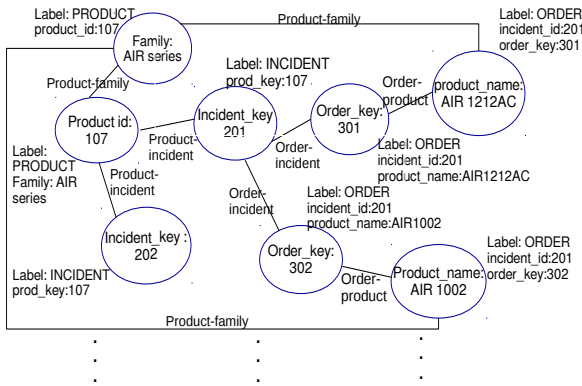 Label: PRODUCT
product_id:107
Family:
AIR series
Product-family
Label: ORDER
incident_id:201
order_key:301
Product-family
Label: INCIDENT
prod_key:107
Order-
product
product_name:
AIR 1212AC
Product id:
107
Product-
incident
Incident_key
201
Order-
incident
Order_key:
301
Label: ORDER
incident_id:201
product_name:AIR1212AC
Label:
PRODUCT
Family: AIR
series
Product-
incident
Order-
incident
Label: ORDER
incident_id:201
product_name:AIR1002
Incident_key :
202
Order_key:
302
Label: ORDER
incident_id:201
order_key:302
Label: INCIDENT
prod_key:107
Order-
product
Product_name:
AIR 1002
Product-family